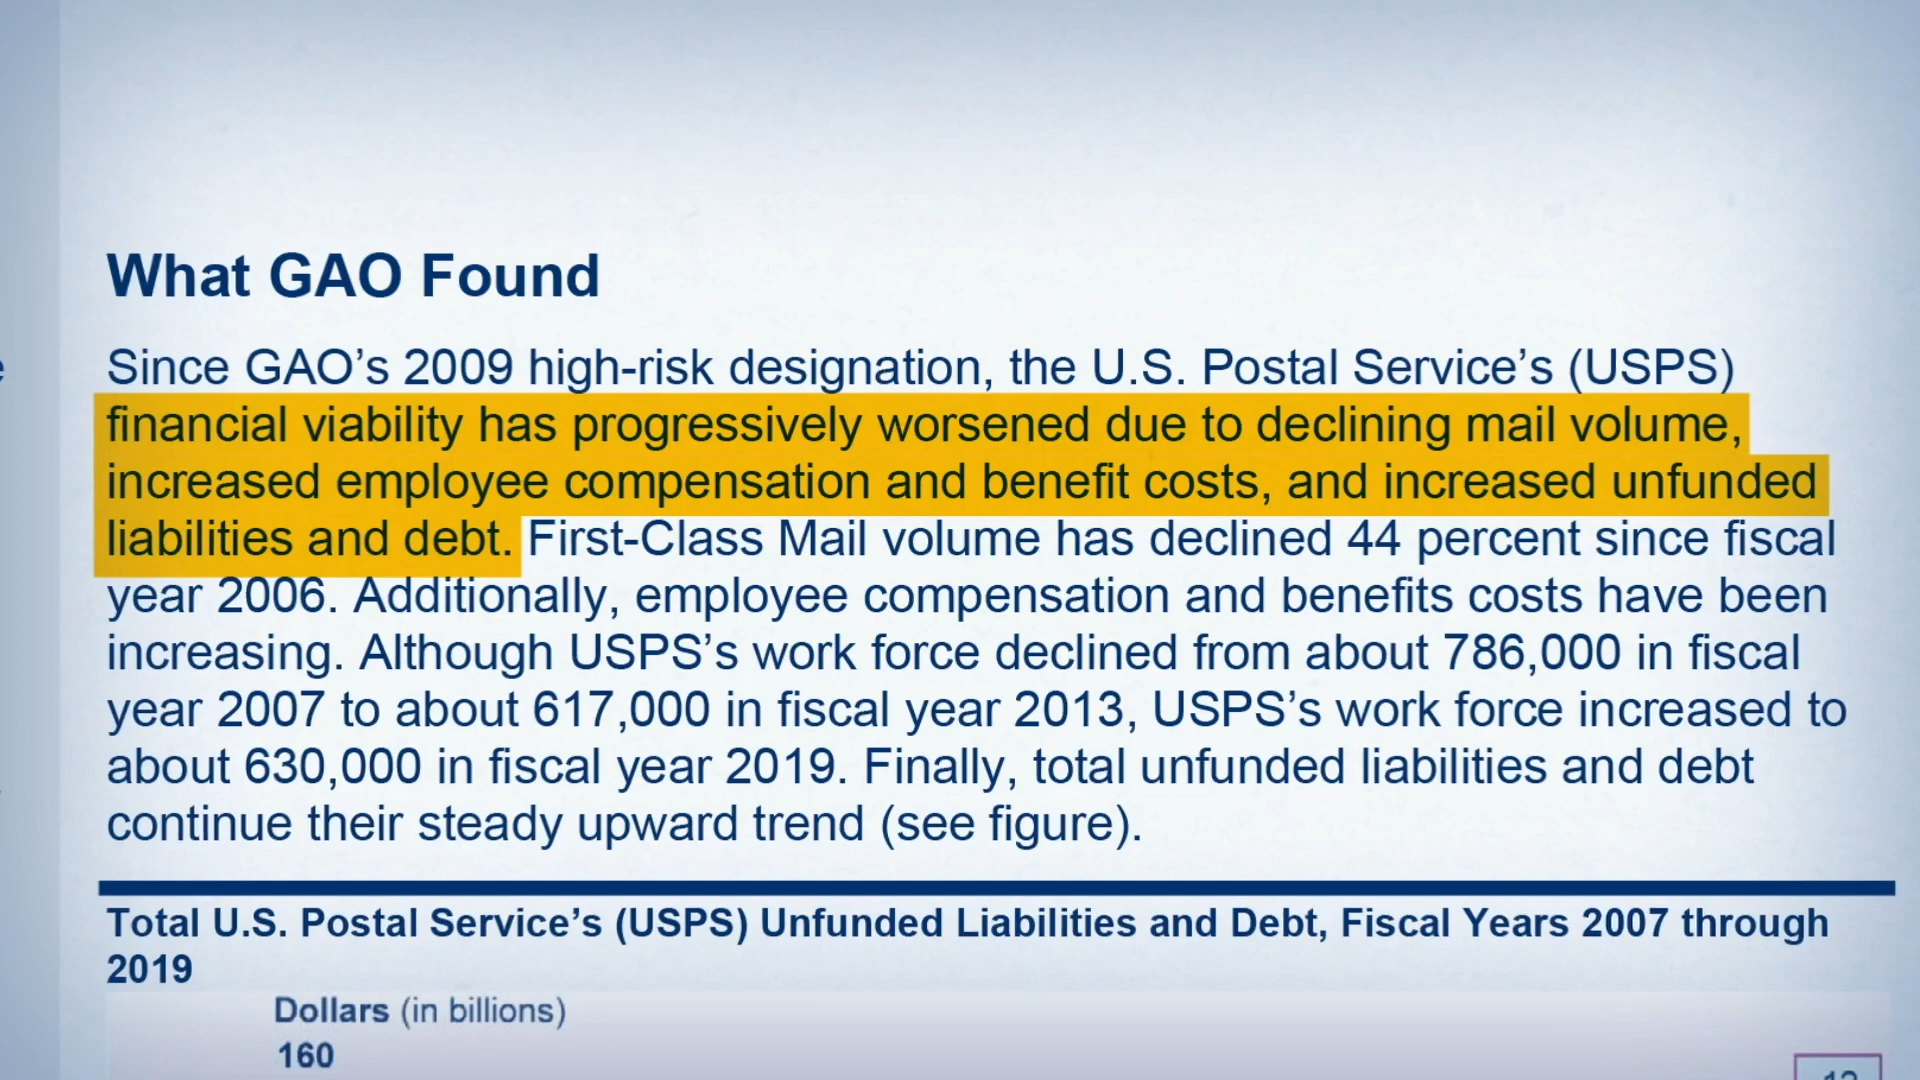 What GAO Found
Since GAO’s 2009 high-risk designation, the U.S. Postal Service’s (USPS)
financial viability has progressively worsened due to declining mail volume,
increased employee compensation and benefit costs, and increased unfunded
liabilities and debt. First-Class Mail volume has declined 44 percent since fiscal
year 2006. Additionally, employee compensation and benefits costs have been
increasing. Although USPS’s work force declined from about 786,000 in fiscal
year 2007 to about 617,000 in fiscal year 2013, USPS’s work force increased to
about 630,000 in fiscal year 2019. Finally, total unfunded liabilities and debt
continue their steady upward trend (see figure).
Total U.S. Postal Service’s (USPS) Unfunded Liabilities and Debt, Fiscal Years 2007 through
2019
Dollars (in billions)
160